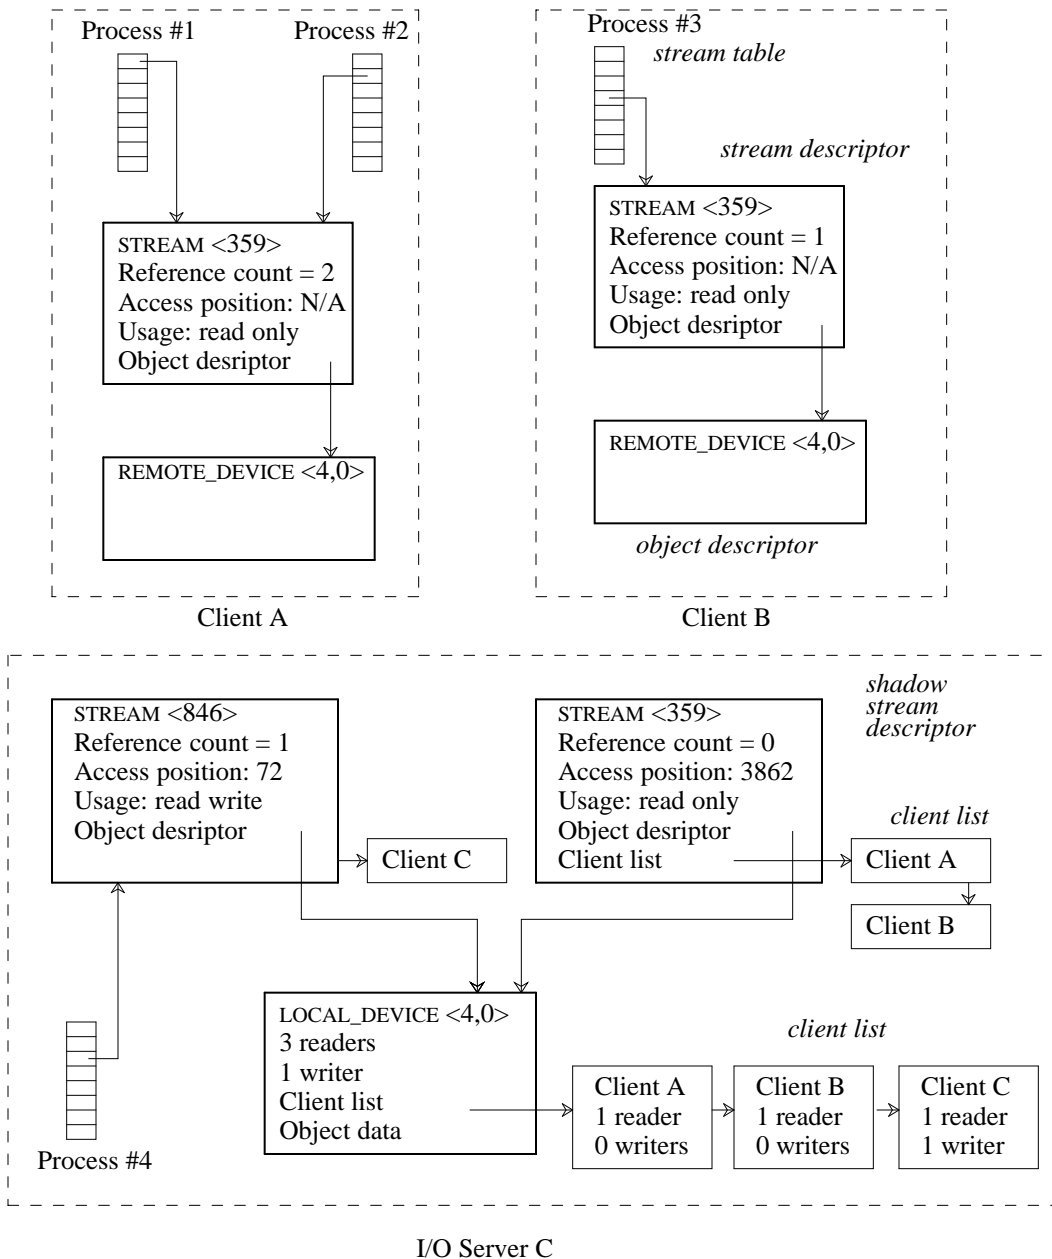 Process #1
Process #2
STREAM <359>
Reference count = 2
Access position: N/A
Usage: read only
Object desriptor
REMOTE_DEVICE <4,0>
Client A
Process #3
stream table
stream descriptor
STREAM <359>
Reference count = 1
Access position: N/A
Usage: read only
Object desriptor
REMOTE_DEVICE <4,0>
object descriptor
Client B
STREAM <846>
Reference count = 1
Access position: 72
Usage: read write
Object desriptor
Client C
STREAM <359>
Reference count = 0
Access position: 3862
Usage: read only
Object desriptor
Client list
shadow
stream
descriptor
client list
Client A
Client B
LOCAL_DEVICE <4,0>
3 readers
1 writer
Client list
Object data
client list
Client A
1 reader
0 writers
Client B
1 reader
0 writers
Client C
1 reader
1 writer
Process #4
I/O Server C